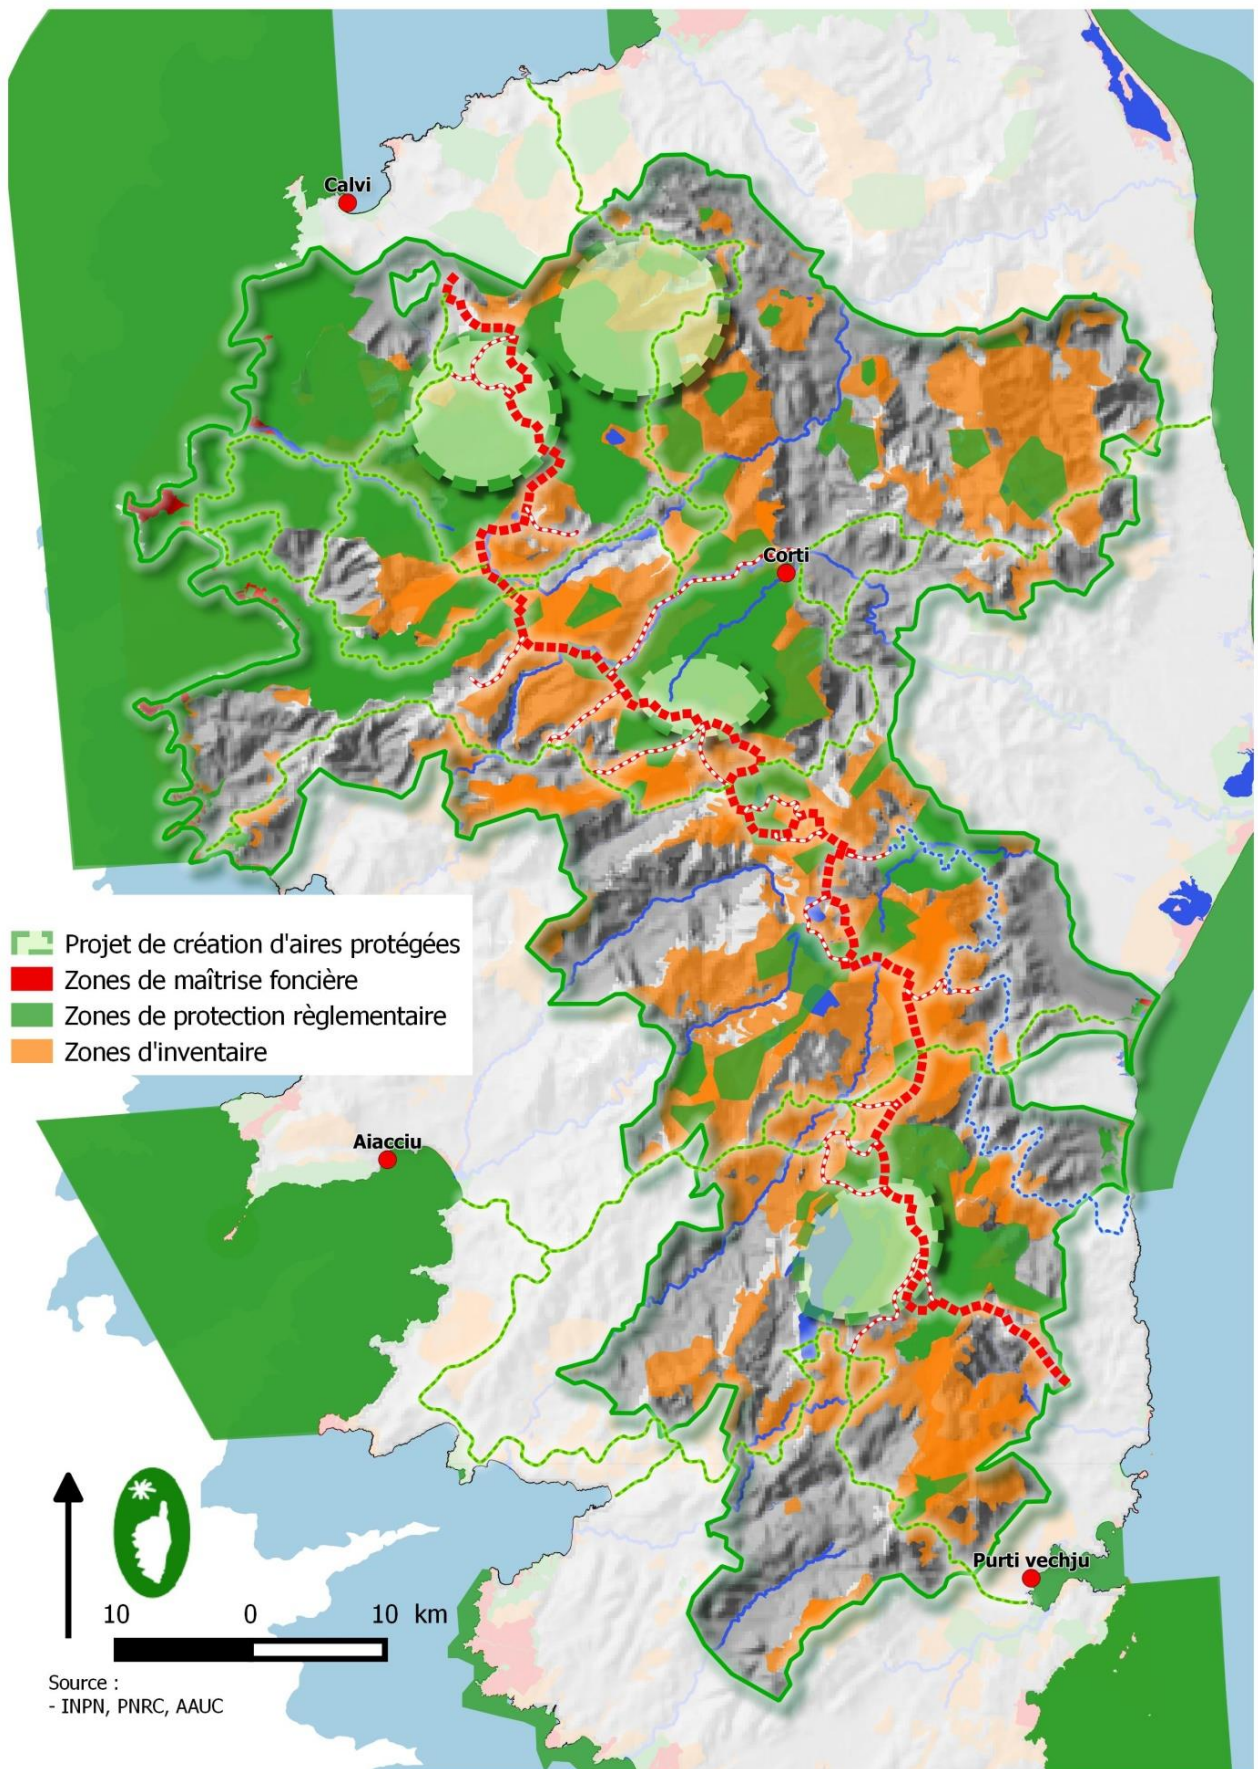 Calvi
Corti
Projet de création d'aires protégées
Zones de maîtrise foncière
Zones de protection règlementaire
Zones d'inventaire
Aiacciu
Purti vechju
10 0 10 km
Source :
- INPN, PNRC, AAUC